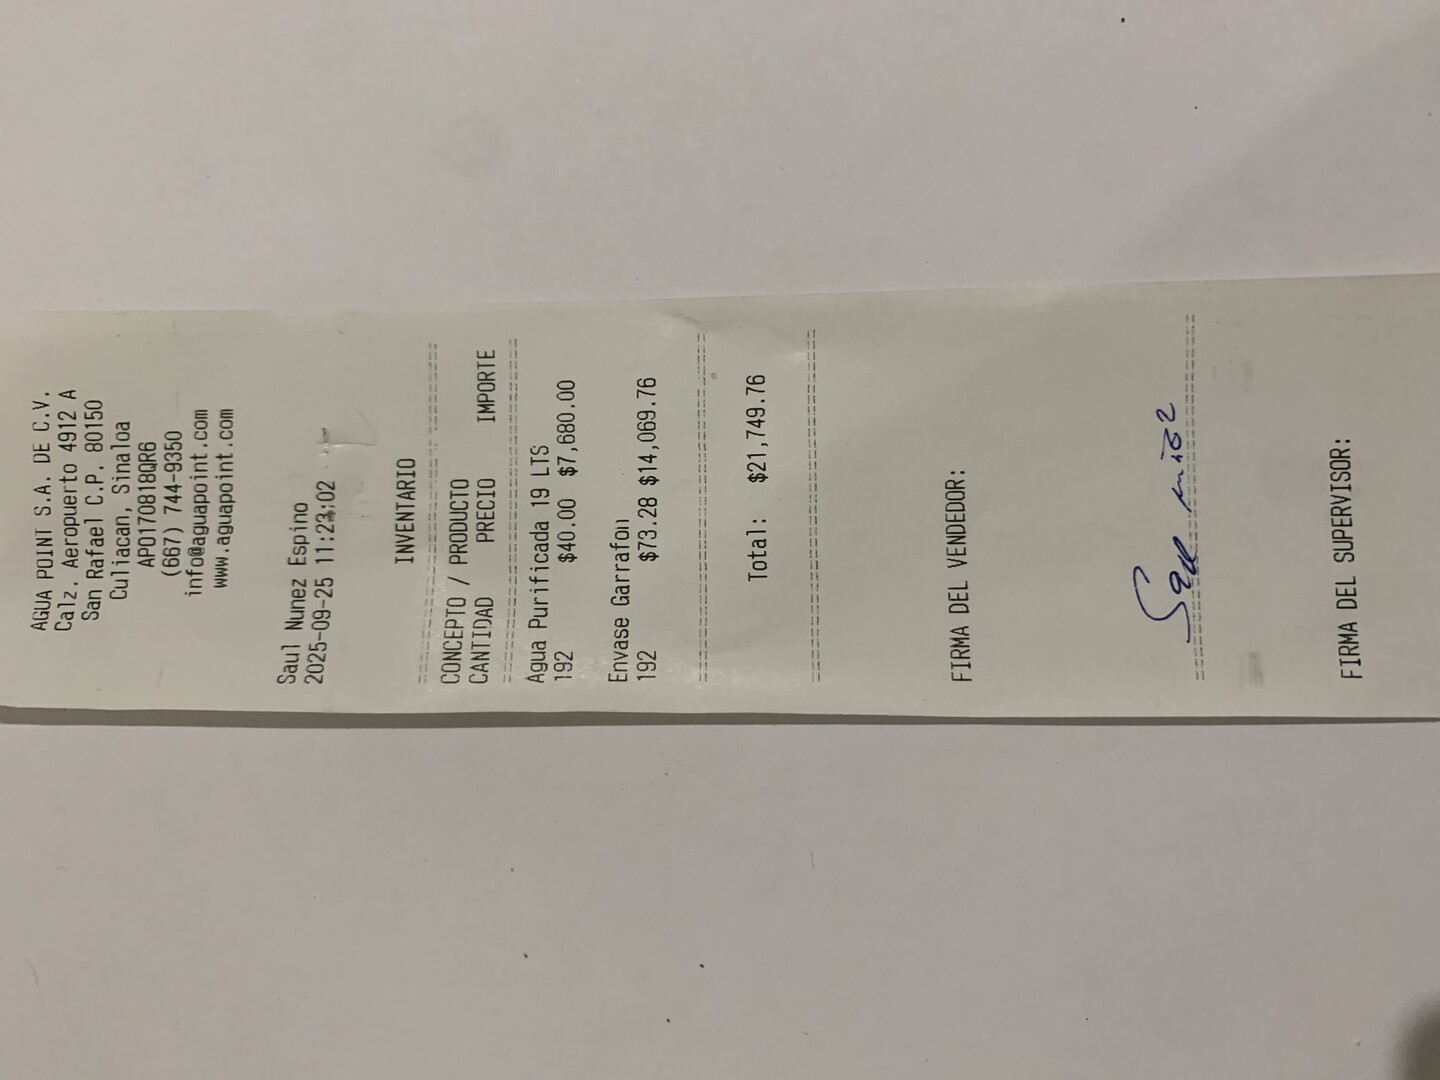 AGUA POINT S.A. DE C.V.
Calz. Aeropuerto 4912 A
San Rafael C.P. 80150
Culiacan, Sinaloa
APO170818QR6
(667) 744-9350
info@aguapoint.com
www.aguapoint.com
Saul Nunez Espino
2025-09-25 11:23:02
INVENTARIO
CONCEPTO / PRODUCTO
CANTIDAD PRECIO IMPORTE
Agua Purificada 19 LTS
192 $40.00 $7,680.00
Envase Garrafon
192 $73.28 $14,069.76
Total: $21,749.76
FIRMA DEL VENDEDOR:
FIRMA DEL SUPERVISOR: